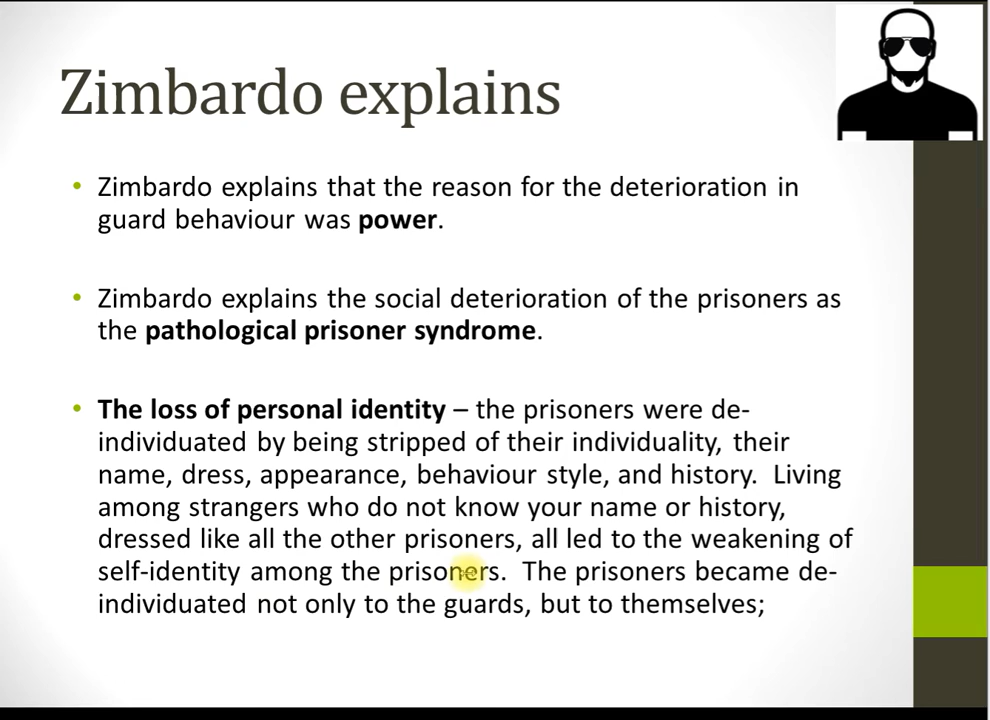 Zimbardo explains
• Zimbardo explains that the reason for the deterioration in
guard behaviour was power.
• Zimbardo explains the social deterioration of the prisoners as
the pathological prisoner syndrome.
• The loss of personal identity – the prisoners were de-
individuated by being stripped of their individuality, their
name, dress, appearance, behaviour style, and history.  Living
among strangers who do not know your name or history,
dressed like all the other prisoners, all led to the weakening of
self-identity among the prisoners.  The prisoners became de-
individuated not only to the guards, but to themselves;